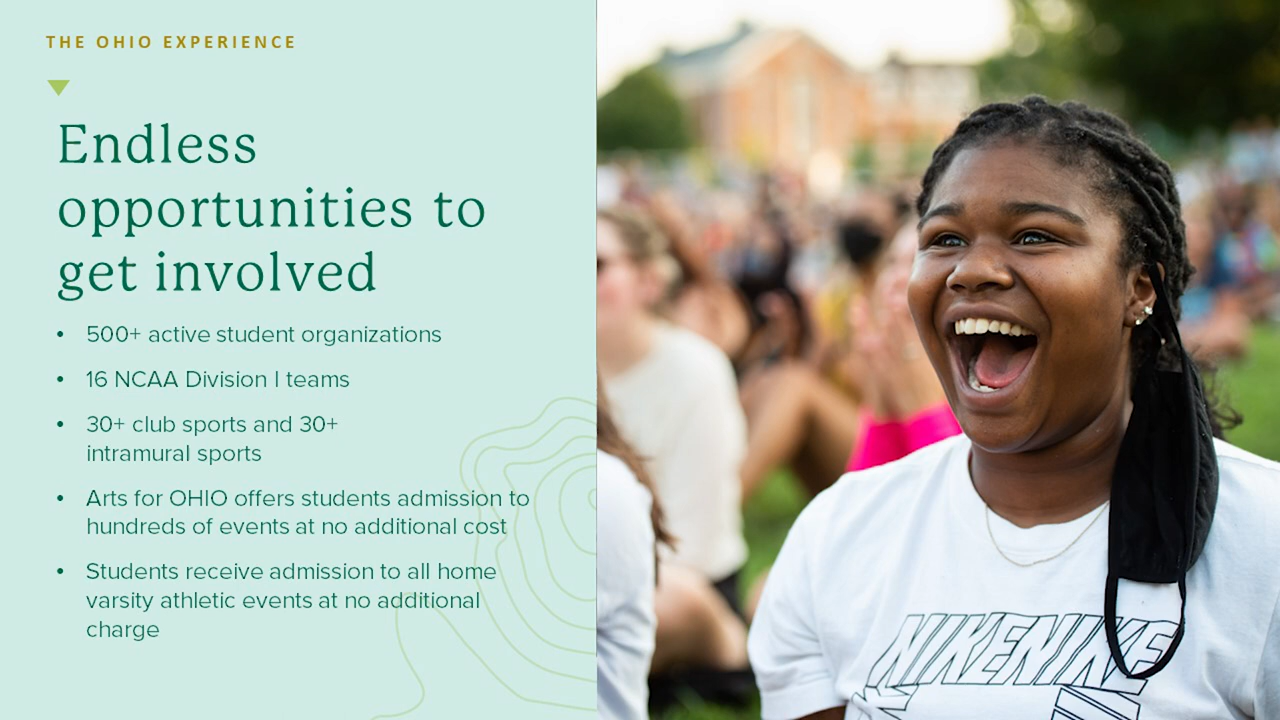 THE OHIO EXPERIENCE
Endless
opportunities to
get involved
• 500+ active student organizations
• 16 NCAA Division I teams
• 30+ club sports and 30+
intramural sports
• Arts for OHIO offers students admission to
hundreds of events at no additional cost
• Students receive admission to all home
varsity athletic events at no additional
charge
NIKENIKE